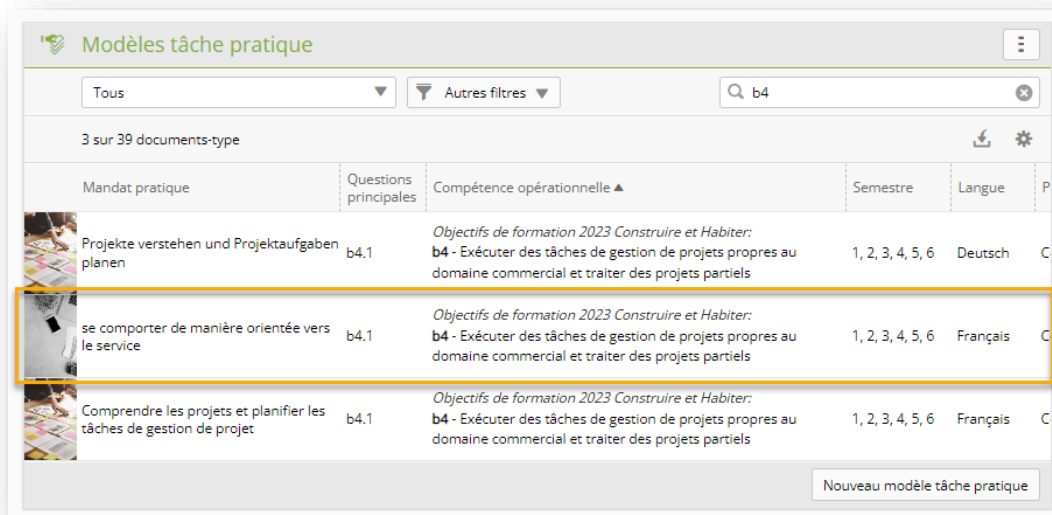 Modèles tâche pratique
Tous
Autres filtres
b4
3 sur 39 documents-type
Mandat pratique
Questions
principales
Compétence opérationnelle ▲
Semestre
Langue
P
Projekte verstehen und Projektaufgaben
planen
b4.1
Objectifs de formation 2023 Construire et Habiter:
b4 - Exécuter des tâches de gestion de projets propres au
domaine commercial et traiter des projets partiels
1, 2, 3, 4, 5, 6
Deutsch
C
se comporter de manière orientée vers
le service
b4.1
Objectifs de formation 2023 Construire et Habiter:
b4 - Exécuter des tâches de gestion de projets propres au
domaine commercial et traiter des projets partiels
1, 2, 3, 4, 5, 6
Français
C
Comprendre les projets et planifier les
tâches de gestion de projet
b4.1
Objectifs de formation 2023 Construire et Habiter:
b4 - Exécuter des tâches de gestion de projets propres au
domaine commercial et traiter des projets partiels
1, 2, 3, 4, 5, 6
Français
C
Nouveau modèle tâche pratique